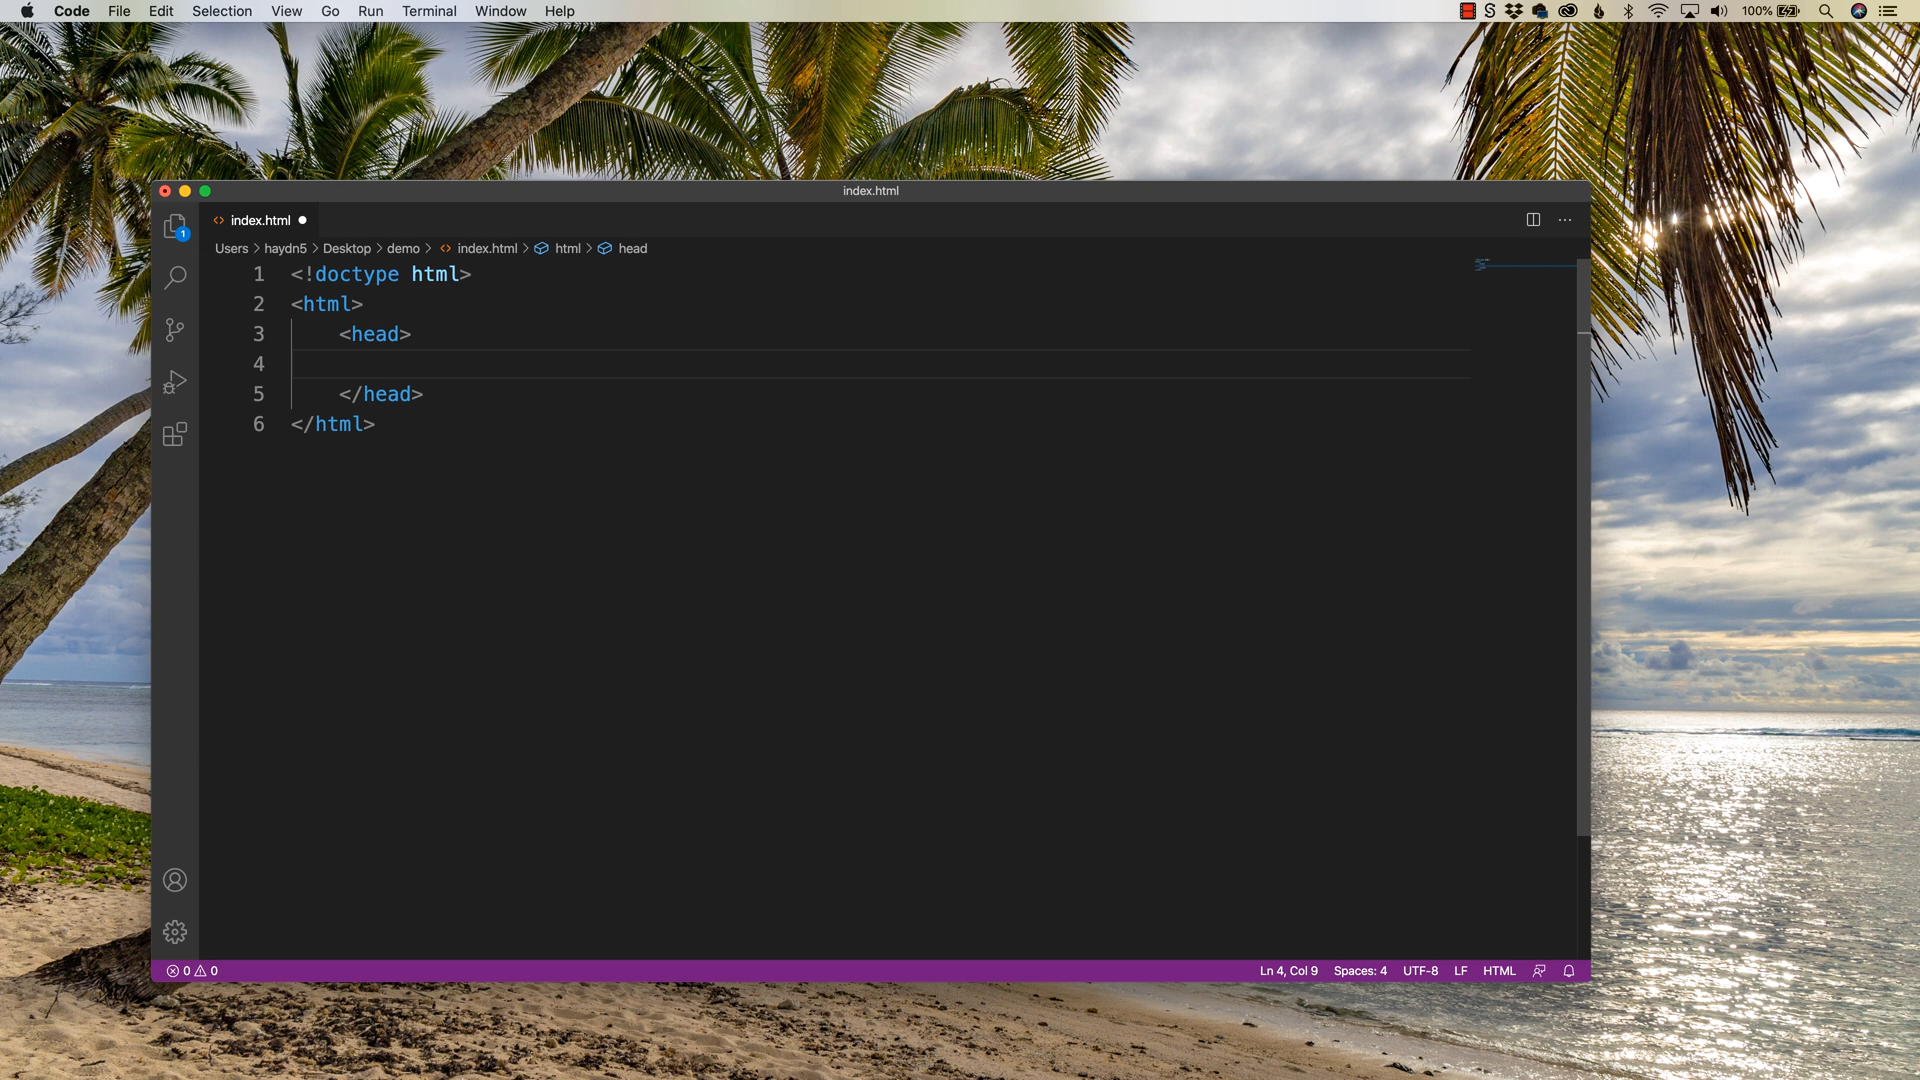 Code File Edit Selection View Go Run Terminal Window Help 100%
index.html
1
index.html
Users > haydn5 > Desktop > demo > index.html > html > head
1 <!doctype html>
2 <html>
3 <head>
4
5 </head>
6 </html>
0 0 Ln 4, Col 9 Spaces: 4 UTF-8 LF HTML